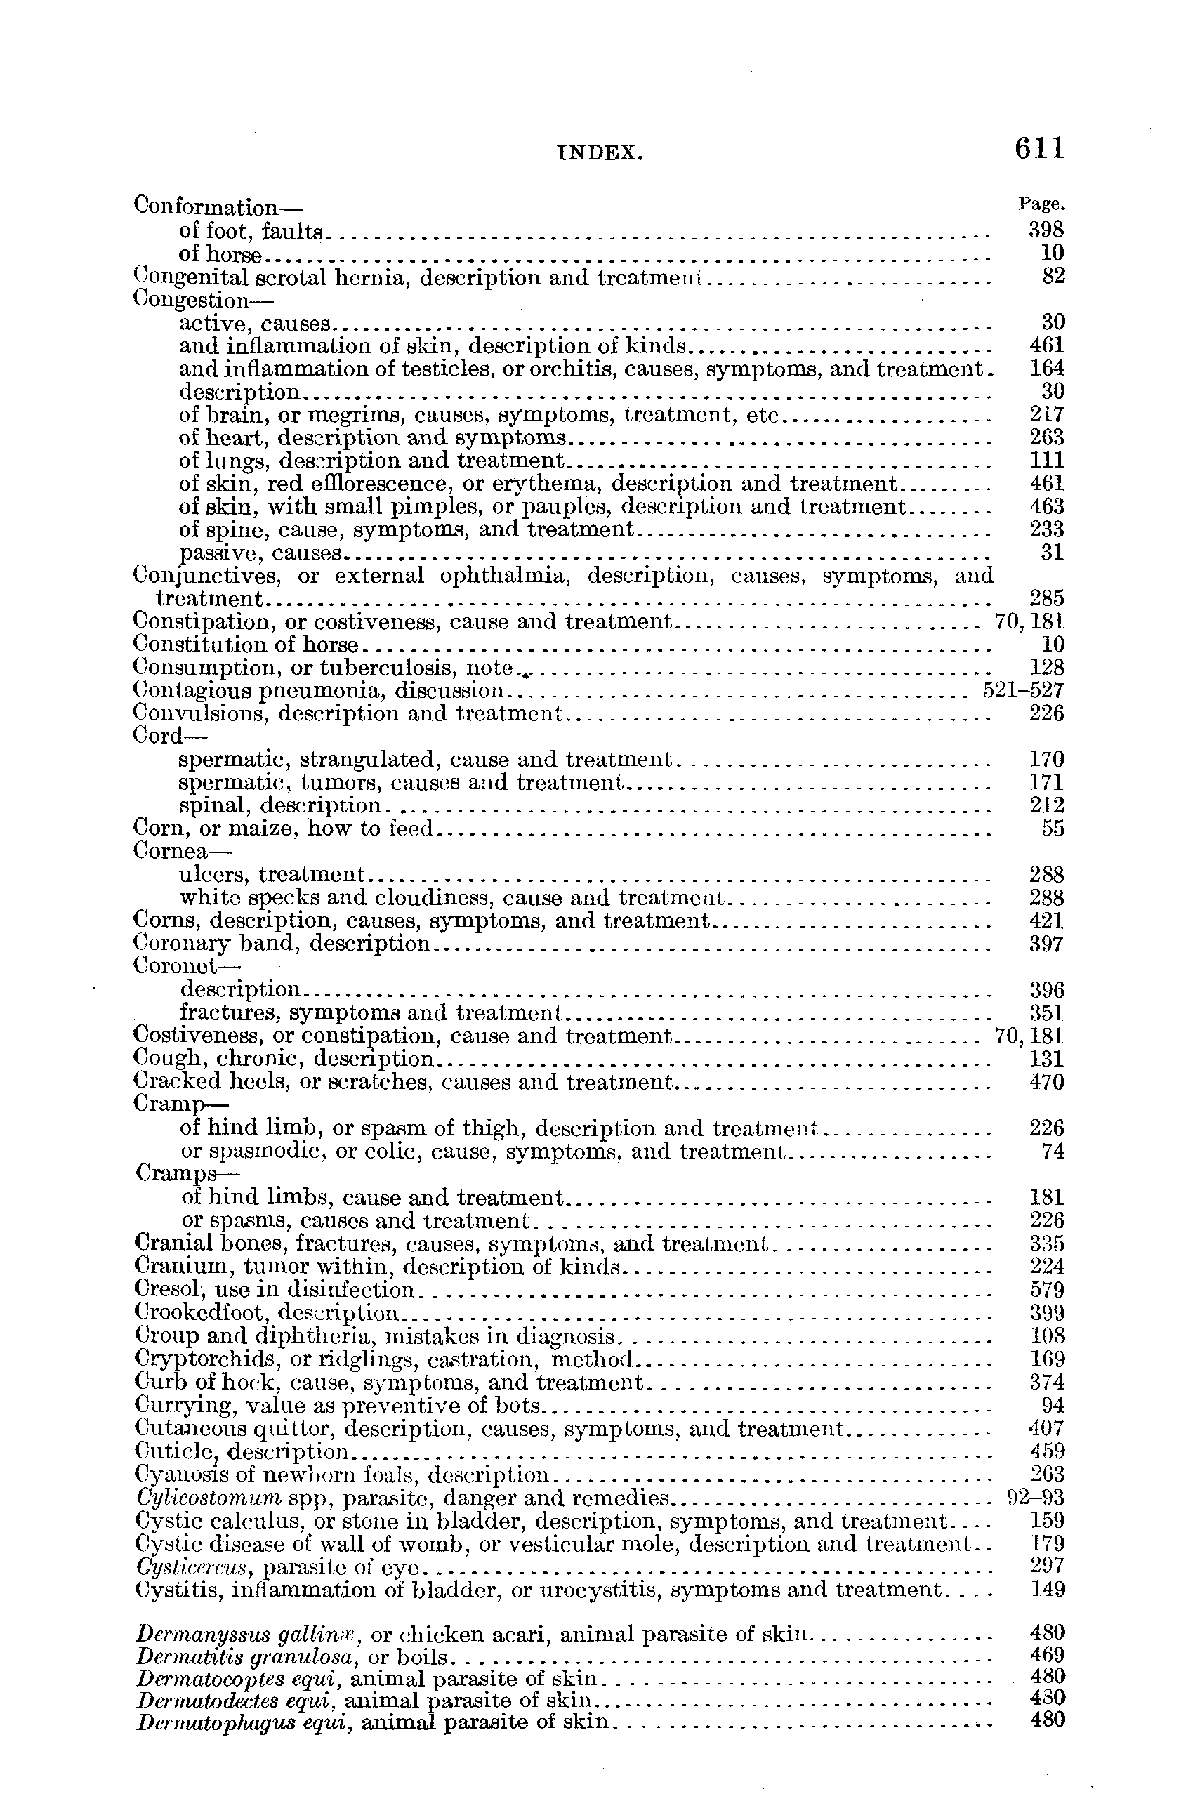 INDEX. 611
Conformation— Page.
of foot, faults. 398
of horse. 10
Congenital scrotal hernia, description and treatment. 82
Congestion—
active, causes. 30
and inflammation of skin, description of kinds. 461
and inflammation of testicles, or orchitis, causes, symptoms, and treatment. 164
description. 30
of brain, or megrims, causes, symptoms, treatment, etc. 217
of heart, description and symptoms. 263
of lungs, description and treatment. 111
of skin, red efflorescence, or erythema, description and treatment. 461
of skin, with small pimples, or pauples, description and treatment. 463
of spine, cause, symptoms, and treatment. 233
passive, causes. 31
Conjunctives, or external ophthalmia, description, causes, symptoms, and
treatment. 285
Constipation, or costiveness, cause and treatment. 70, 181
Constitution of horse. 10
Consumption, or tuberculosis, note. 128
Contagious pneumonia, discussion. 521–527
Convulsions, description and treatment. 226
Cord—
spermatic, strangulated, cause and treatment. 170
spermatic, tumors, causes and treatment. 171
spinal, description. 212
Corn, or maize, how to feed. 55
Cornea—
ulcers, treatment. 288
white specks and cloudiness, cause and treatment. 288
Corns, description, causes, symptoms, and treatment. 421
Coronary band, description. 397
Coronet—
description. 396
fractures, symptoms and treatment. 351
Costiveness, or constipation, cause and treatment. 70, 181
Cough, chronic, description. 131
Cracked heels, or scratches, causes and treatment. 470
Cramp—
of hind limb, or spasm of thigh, description and treatment. 226
or spasmodic, or colic, cause, symptoms, and treatment. 74
Cramps—
of hind limbs, cause and treatment. 181
or spasms, causes and treatment. 226
Cranial bones, fractures, causes, symptoms, and treatment. 335
Cranium, tumor within, description of kinds. 224
Cresol, use in disinfection. 579
Crookedfoot, description. 399
Croup and diphtheria, mistakes in diagnosis. 108
Cryptorchids, or ridglings, castration, method. 169
Curb of hock, cause, symptoms, and treatment. 374
Currying, value as preventive of bots. 94
Cutaneous quittor, description, causes, symptoms, and treatment. 407
Cuticle, description. 459
Cyanosis of newborn foals, description. 263
Cylicostomum spp, parasite, danger and remedies. 92–93
Cystic calculus, or stone in bladder, description, symptoms, and treatment. 159
Cystic disease of wall of womb, or vesticular mole, description and treatment. 179
Cysticercus, parasite of eye. 297
Cystitis, inflammation of bladder, or urocystitis, symptoms and treatment. 149
Dermanyssus gallinæ, or chicken acari, animal parasite of skin. 480
Dermatitis granulosa, or boils. 469
Dermatocoptes equi, animal parasite of skin. 480
Dermatodectes equi, animal parasite of skin. 480
Dermatophagus equi, animal parasite of skin. 480